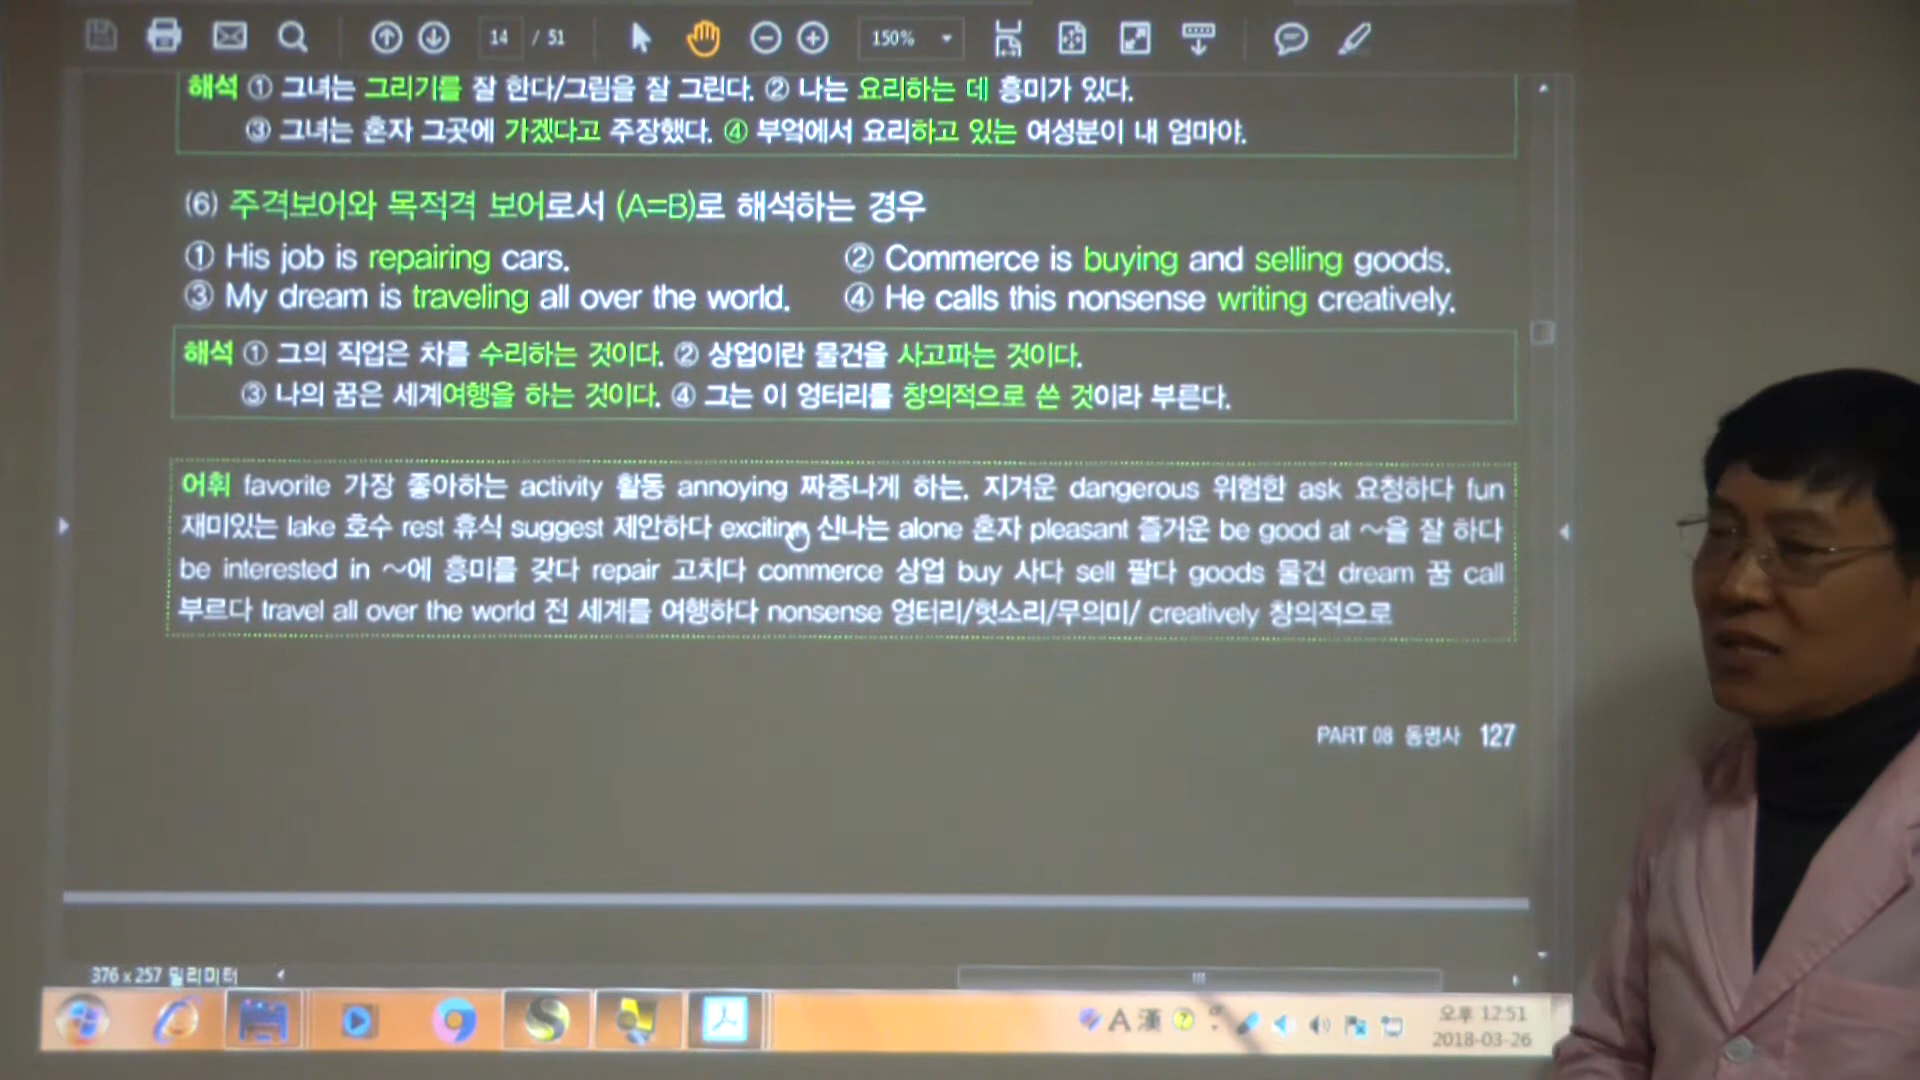 14 / 51 150%
해석 ① 그녀는 그리기를 잘 한다/그림을 잘 그린다. ② 나는 요리하는 데 흥미가 있다.
③ 그녀는 혼자 그곳에 가겠다고 주장했다. ④ 부엌에서 요리하고 있는 여성분이 내 엄마야.
(6) 주격보어와 목적격 보어로서 (A=B)로 해석하는 경우
① His job is repairing cars. ② Commerce is buying and selling goods.
③ My dream is traveling all over the world. ④ He calls this nonsense writing creatively.
해석 ① 그의 직업은 차를 수리하는 것이다. ② 상업이란 물건을 사고파는 것이다.
③ 나의 꿈은 세계여행을 하는 것이다. ④ 그는 이 엉터리를 창의적으로 쓴 것이라 부른다.
어휘 favorite 가장 좋아하는 activity 활동 annoying 짜증나게 하는, 지겨운 dangerous 위험한 ask 요청하다 fun
재미있는 lake 호수 rest 휴식 suggest 제안하다 exciting 신나는 alone 혼자 pleasant 즐거운 be good at ~을 잘 하다
be interested in ~에 흥미를 갖다 repair 고치다 commerce 상업 buy 사다 sell 팔다 goods 물건 dream 꿈 call
부르다 travel all over the world 전 세계를 여행하다 nonsense 엉터리/헛소리/무의미/ creatively 창의적으로
PART 08 동명사 127
376 x 257 밀리미터
A 漢 오후 12:51
2018-03-26